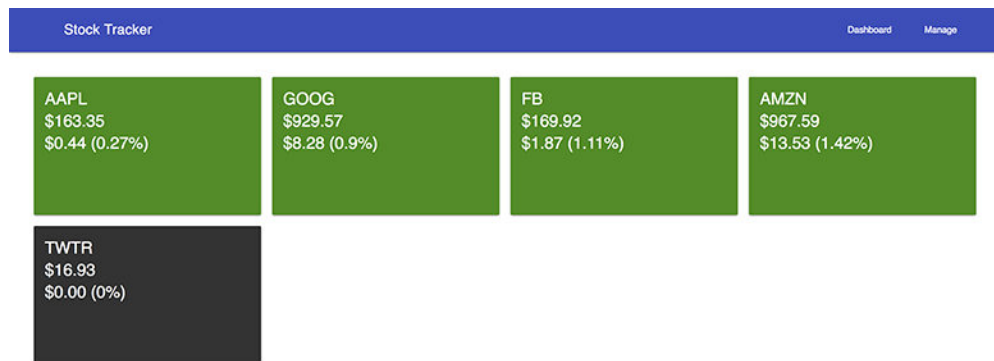 Stock Tracker
Dashboard
Manage
AAPL
$163.35
$0.44 (0.27%)
GOOG
$929.57
$8.28 (0.9%)
FB
$169.92
$1.87 (1.11%)
AMZN
$967.59
$13.53 (1.42%)
TWTR
$16.93
$0.00 (0%)